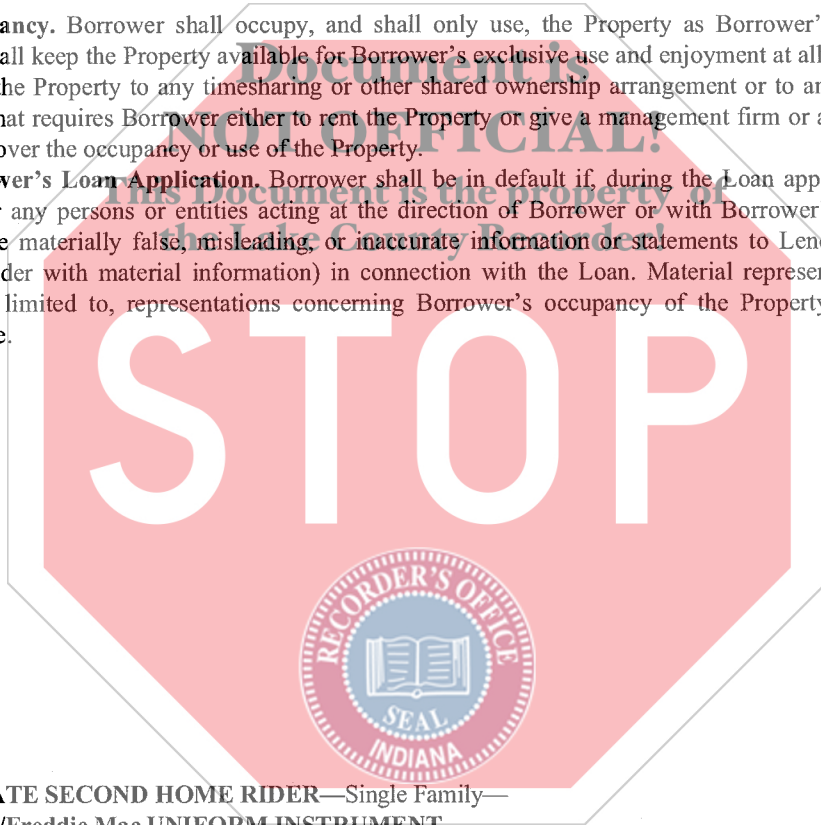 ancy. Borrower shall occupy, and shall only use, the Property as Borrower'
all keep the Property available for Borrower's exclusive use and enjoyment at all
he Property to any timesharing or other shared ownership arrangement or to an
hat requires Borrower either to rent the Property or give a management firm or a
over the occupancy or use of the Property.
wer's Loan Application. Borrower shall be in default if, during the Loan app
any persons or entities acting at the direction of Borrower or with Borrower
e materially false, misleading, or inaccurate information or statements to Len
der with material information) in connection with the Loan. Material represe
limited to, representations concerning Borrower's occupancy of the Property
e.
Document is
NOT OFFICIAL!
This Document is the property of
the Lake County Recorder!
STOP
RECORDER'S OFFICE
SEAL
INDIANA
ATE SECOND HOME RIDER—Single Family—
/Freddie Mac UNIFORM INSTRUMENT